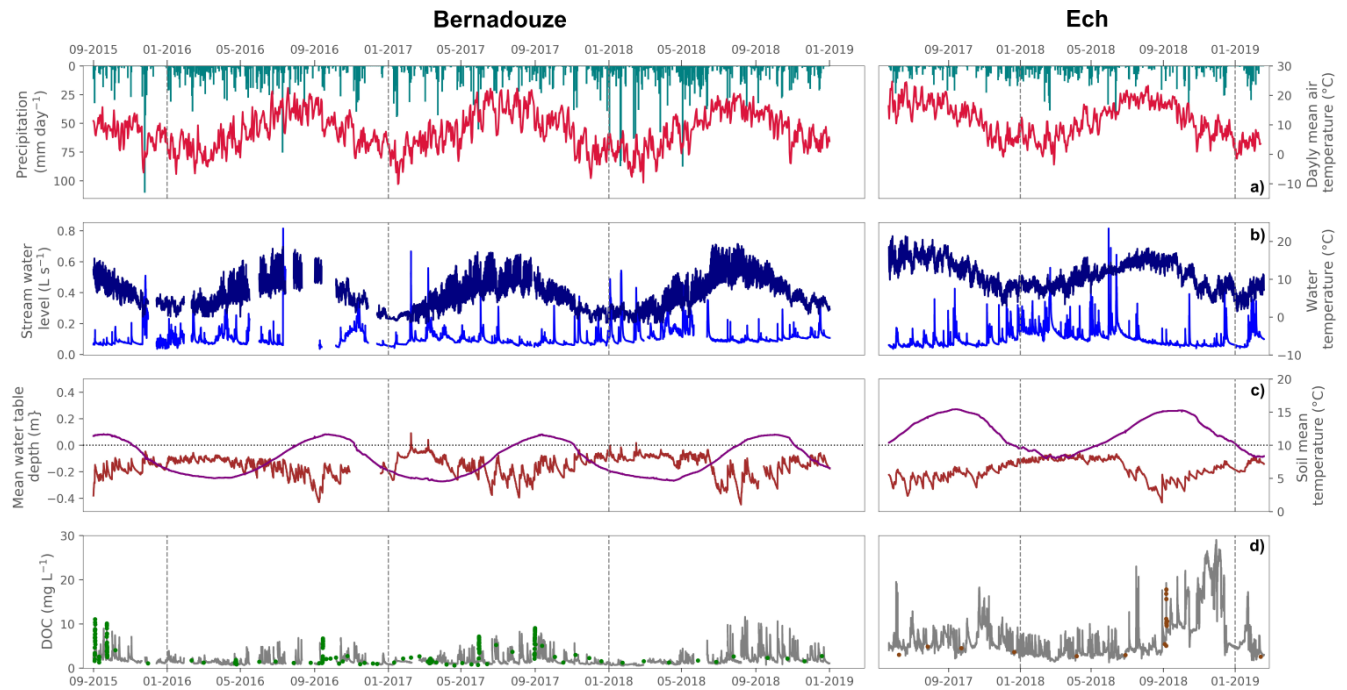 Bernadouze
Ech
09-2015 01-2016 05-2016 09-2016 01-2017 05-2017 09-2017 01-2018 05-2018 09-2018 01-2019
09-2017 01-2018 05-2018 09-2018 01-2019
Precipitation
(mm day⁻¹)
0
25
50
75
100
30
20
10
0
−10
Dayly mean air
temperature (°C)
a)
Stream water
level (L s⁻¹)
0.8
0.6
0.4
0.2
0.0
20
10
0
−10
Water
temperature (°C)
b)
Mean water table
depth (m}
0.4
0.2
0.0
−0.2
−0.4
20
15
10
5
0
Soil mean
temperature (°C)
c)
DOC (mg L⁻¹)
30
20
10
0
d)
09-2015 01-2016 05-2016 09-2016 01-2017 05-2017 09-2017 01-2018 05-2018 09-2018 01-2019
09-2017 01-2018 05-2018 09-2018 01-2019